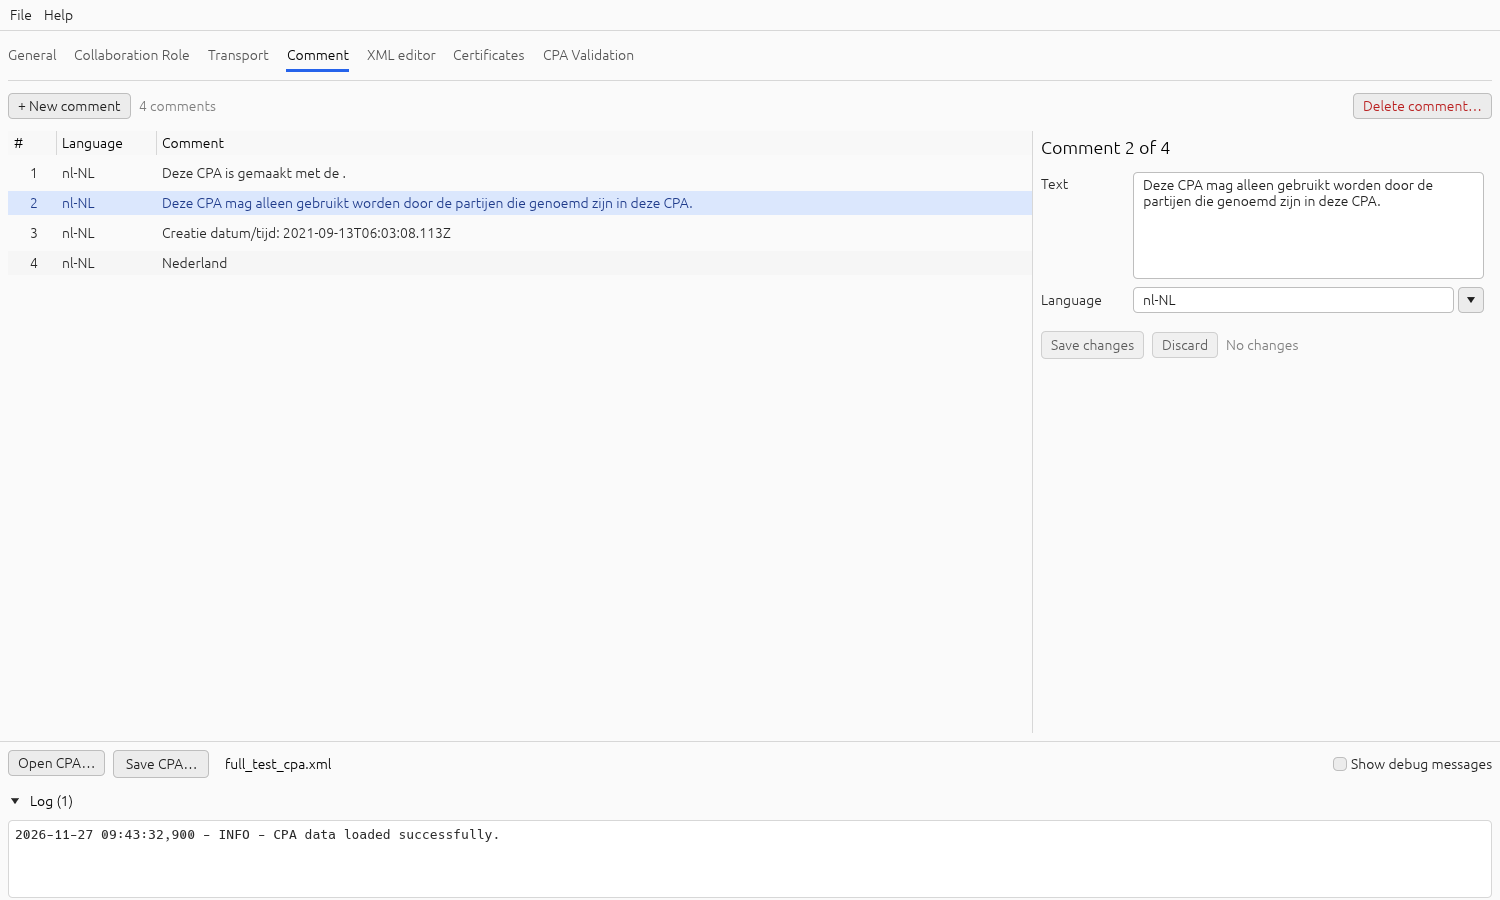 File Help
General Collaboration Role Transport Comment XML editor Certificates CPA Validation
+ New comment 4 comments Delete comment...
# Language Comment
1 nl-NL Deze CPA is gemaakt met de .
2 nl-NL Deze CPA mag alleen gebruikt worden door de partijen die genoemd zijn in deze CPA.
3 nl-NL Creatie datum/tijd: 2021-09-13T06:03:08.113Z
4 nl-NL Nederland
Comment 2 of 4
Text Deze CPA mag alleen gebruikt worden door de
partijen die genoemd zijn in deze CPA.
Language nl-NL
Save changes Discard No changes
Open CPA... Save CPA... full_test_cpa.xml Show debug messages
Log (1)
2026-11-27 09:43:32,900 - INFO - CPA data loaded successfully.